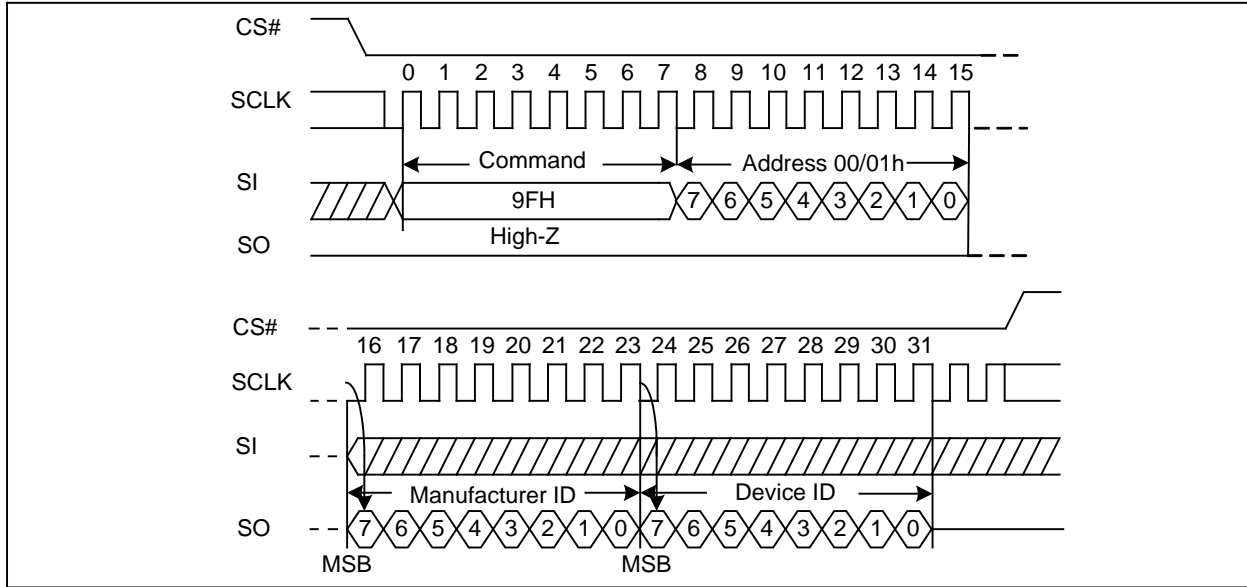 CS#
0 1 2 3 4 5 6 7 8 9 10 11 12 13 14 15
SCLK
Command Address 00/01h
SI 9FH 7 6 5 4 3 2 1 0
High-Z
SO
CS#
16 17 18 19 20 21 22 23 24 25 26 27 28 29 30 31
SCLK
SI
Manufacturer ID Device ID
SO 7 6 5 4 3 2 1 0 7 6 5 4 3 2 1 0
MSB MSB